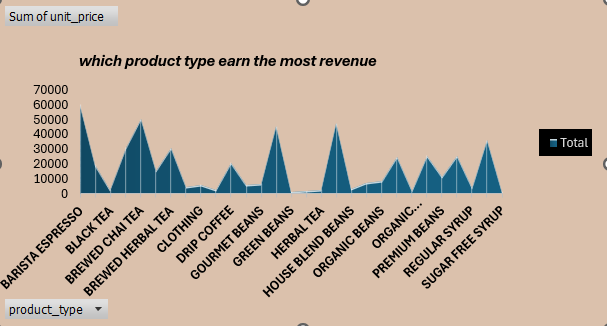 Sum of unit_price
which product type earn the most revenue
70000
60000
50000
40000
30000
20000
10000
0
Total
BARISTA ESPRESSO
BLACK TEA
BREWED CHAI TEA
BREWED HERBAL TEA
CLOTHING
DRIP COFFEE
GOURMET BEANS
GREEN BEANS
HERBAL TEA
HOUSE BLEND BEANS
ORGANIC BEANS
ORGANIC...
PREMIUM BEANS
REGULAR SYRUP
SUGAR FREE SYRUP
product_type